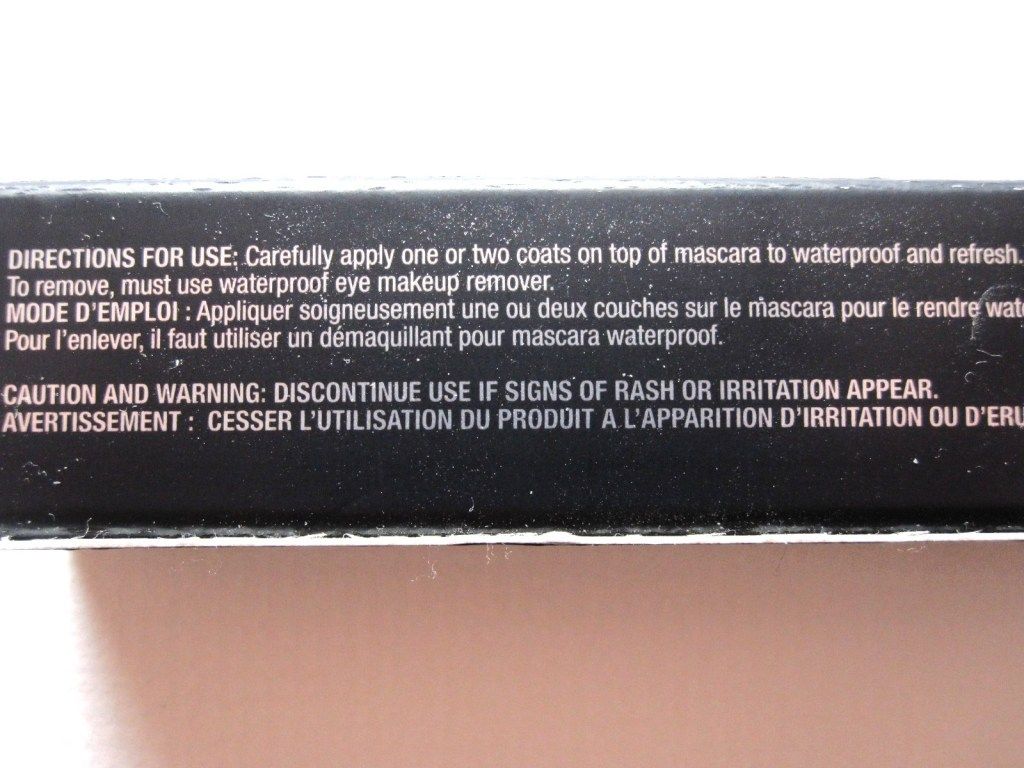 DIRECTIONS FOR USE: Carefully apply one or two coats on top of mascara to waterproof and refresh.
To remove, must use waterproof eye makeup remover.
MODE D'EMPLOI : Appliquer soigneusement une ou deux couches sur le mascara pour le rendre
Pour l'enlever, il faut utiliser un démaquillant pour mascara waterproof.
CAUTION AND WARNING: DISCONTINUE USE IF SIGNS OF RASH OR IRRITATION APPEAR.
AVERTISSEMENT : CESSER L'UTILISATION DU PRODUIT A L'APPARITION D'IRRITATION OU